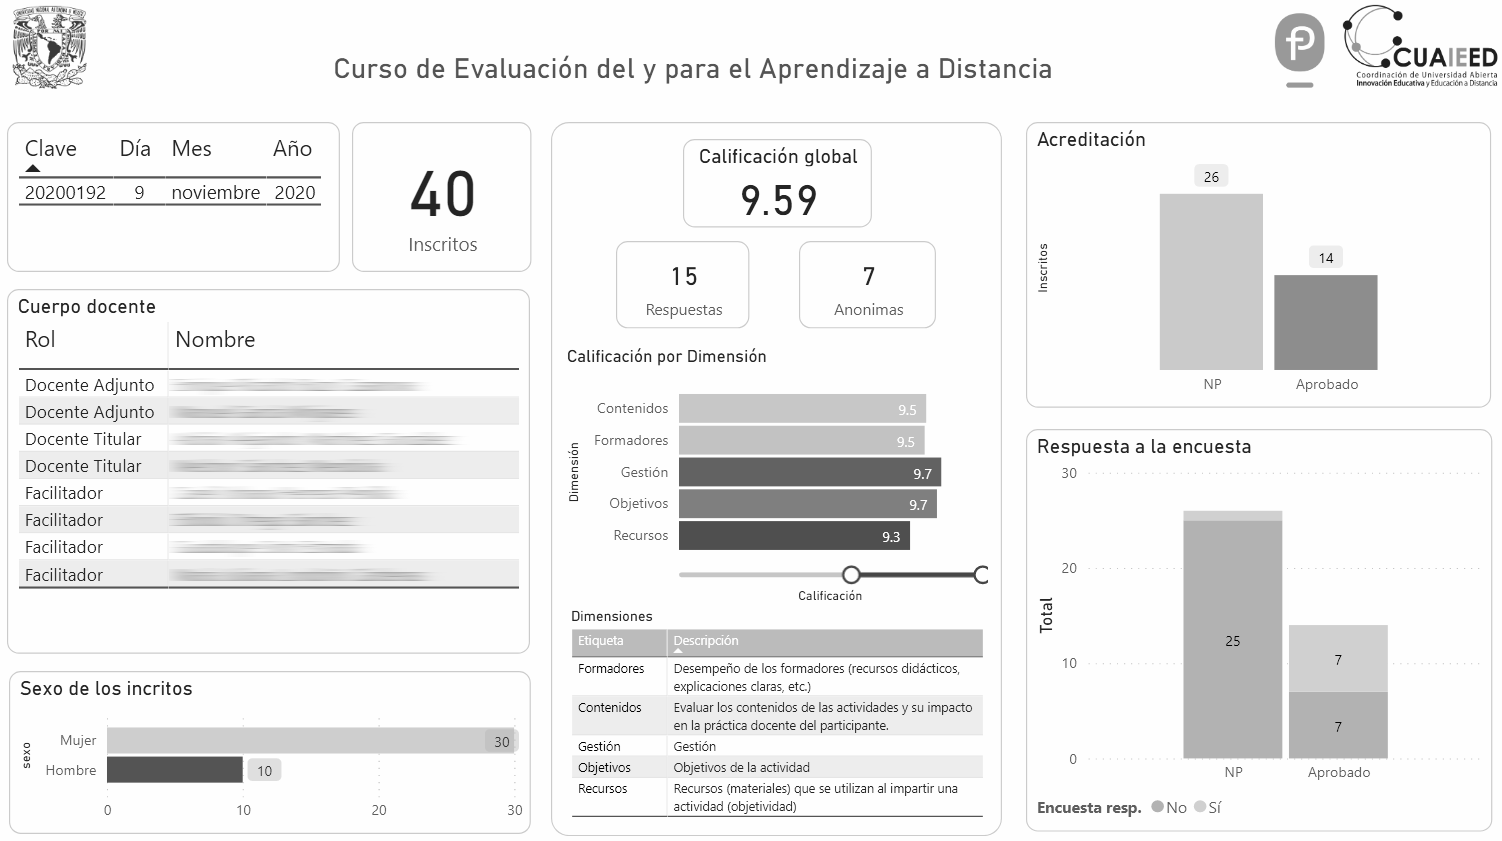 Curso de Evaluación del y para el Aprendizaje a Distancia
CUAIEED
Coordinación de Universidad Abierta
Innovación Educativa y Educación a Distancia
Clave Día Mes Año
20200192 9 noviembre 2020
40
Inscritos
Cuerpo docente
Rol Nombre
Docente Adjunto
Docente Adjunto
Docente Titular
Docente Titular
Facilitador
Facilitador
Facilitador
Facilitador
Sexo de los incritos
sexo
Mujer 30
Hombre 10
0 10 20 30
Calificación global
9.59
15
Respuestas
7
Anonimas
Calificación por Dimensión
Dimensión
Contenidos 9.5
Formadores 9.5
Gestión 9.7
Objetivos 9.7
Recursos 9.3
Calificación
Dimensiones
Etiqueta Descripción
Formadores Desempeño de los formadores (recursos didácticos,
explicaciones claras, etc.)
Contenidos Evaluar los contenidos de las actividades y su impacto
en la práctica docente del participante.
Gestión Gestión
Objetivos Objetivos de la actividad
Recursos Recursos (materiales) que se utilizan al impartir una
actividad (objetividad)
Acreditación
Inscritos
26
14
NP Aprobado
Respuesta a la encuesta
Total
30
20
10
0
25
7
7
NP Aprobado
Encuesta resp. No Sí